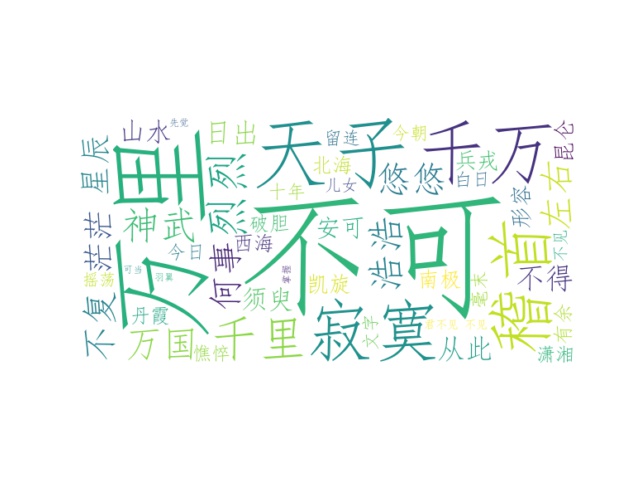 万里
不可
天子
千万
稽首
寂寞
千里
万国
烈烈
悠悠
浩浩
神武
不复
茫茫
星辰
山水
先觉
日出
留连
今朝
北海
儿女
十年
兵戎
白日
昆仑
左右
形容
不见
不得
毫末
有余
潇湘
从此
君不见 不见
文字
南极
凯旋
安可
破胆
西海
何事
今日
须臾
丹霞
憔悴
摇荡
可当
羽翼